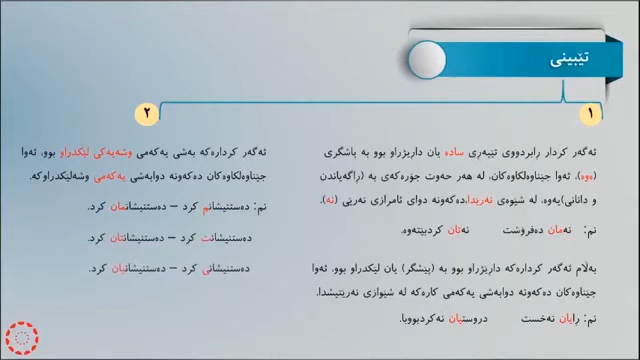 تێبینی
١
ئەگەر کردار ڕابردووی تێپەڕی سادە یان داڕێژراو بوو بە پاشگری
(ەوە)، ئەوا جێناوەلکاوەکان، لە هەر حەوت جۆرەکەی بە (ڕاگەیاندن
و دانانی)یەوە، لە شێوەی نەرێدا،دەکەونە دوای ئامرازی نەرێی (نە).
نم: نەمان دەفرۆشت نەتان کردبێتەوە.
بەڵام ئەگەر کردارەکە داڕێژراو بوو بە (پێشگر) یان لێکدراو بوو، ئەوا
جێناوەکان دەکەونە دوابەشی یەکەمی کارەکە لە شێوازی نەرێتیشدا.
نم: ڕایان نەخست دروستیان نەکردبووبا.
٢
ئەگەر کردارەکە بەشی یەکەمی وشەیەکی لێکدراو بوو، ئەوا
جێناوەلکاوەکان دەکەونە دوابەشی یەکەمی وشەلێکدراوەکە.
نم: دەستنیشانم کرد – دەستنیشانمان کرد.
دەستنیشانت کرد – دەستنیشانتان کرد.
دەستنیشانی کرد – دەستنیشانیان کرد.